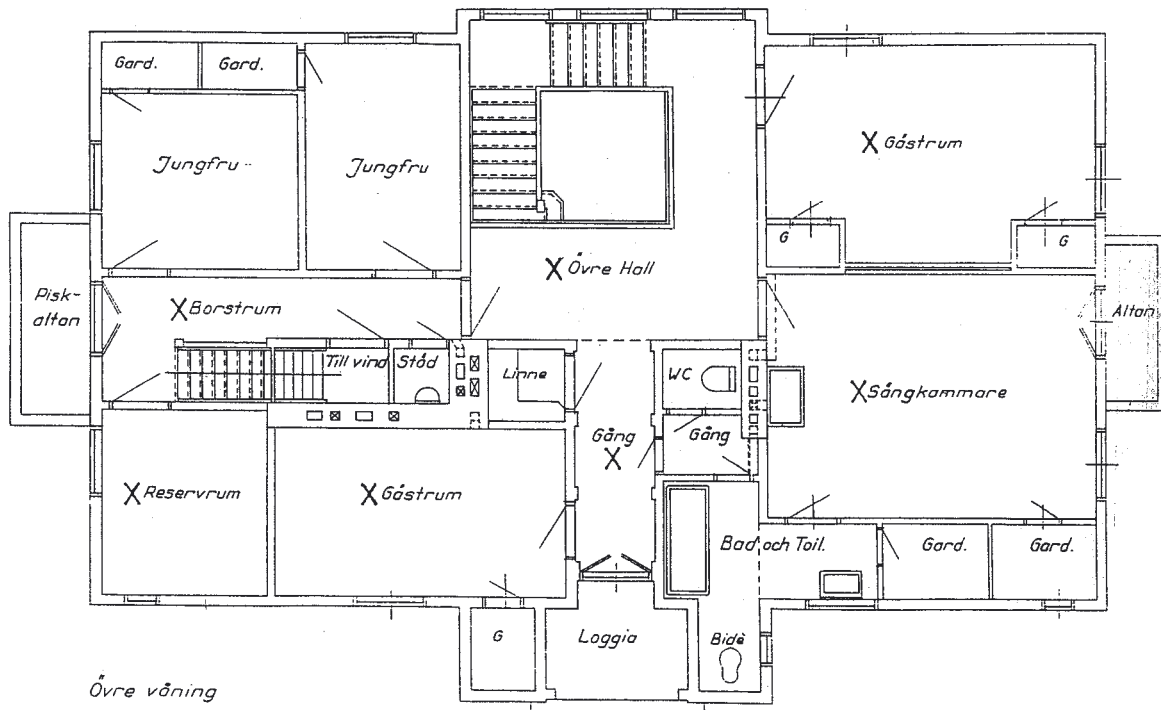 Gard.
Gard.
Jungfru
Jungfru
X Gästrum
G
G
X Övre Hall
Pisk-
altan
X Borstrum
Altan
Till vind
Städ
Linne
WC
X Sängkammare
Gång
X
Gång
X Reservrum
X Gästrum
Bad och Toil.
Gard.
Gard.
G
Loggia
Bidè
Övre våning